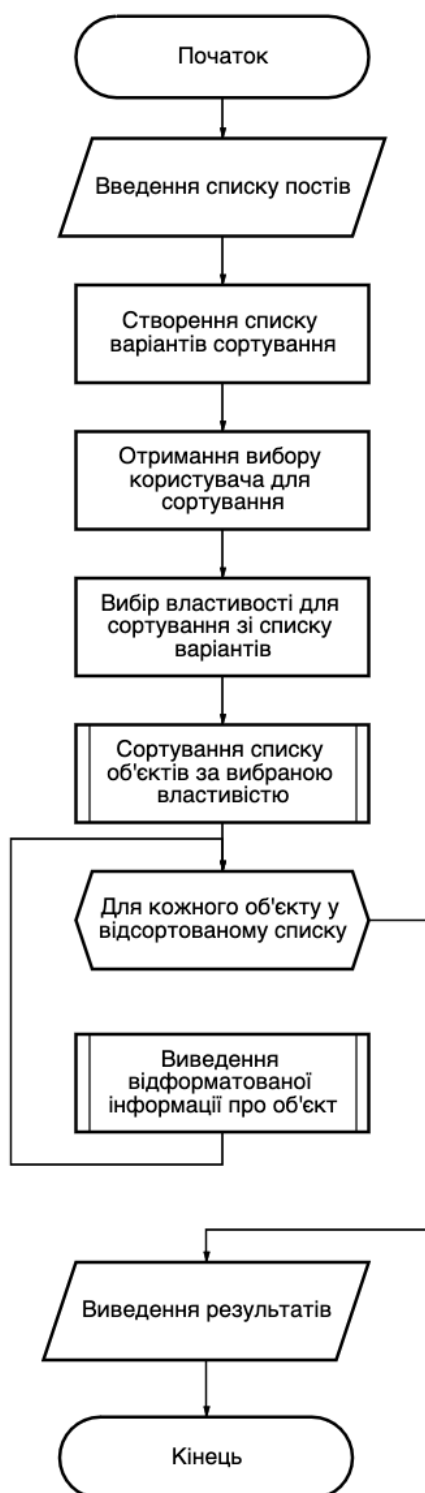 Початок
Введення списку постів
Створення списку
варіантів сортування
Отримання вибору
користувача для
сортування
Вибір властивості для
сортування зі списку
варіантів
Сортування списку
об'єктів за вибраною
властивістю
Для кожного об'єкту у
відсортованому списку
Виведення
відформатованої
інформації про об'єкт
Виведення результатів
Кінець